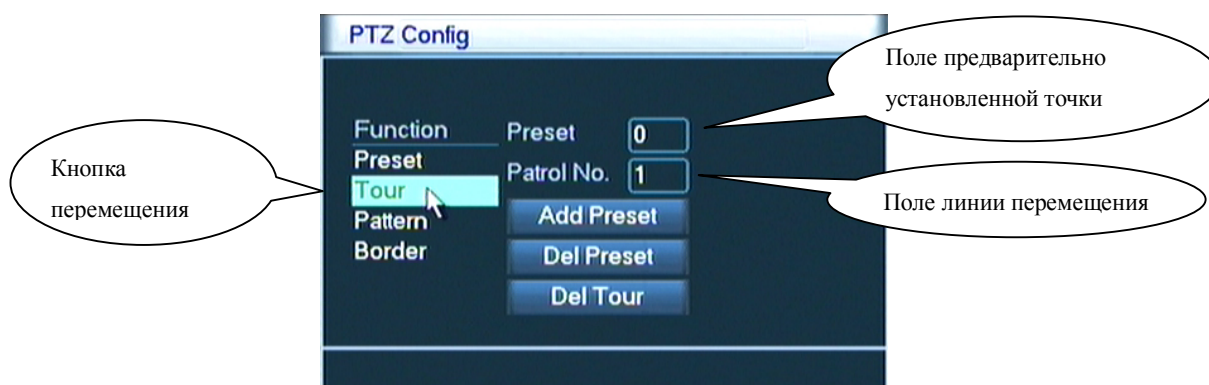 PTZ Config
Поле предварительно
установленной точки
Function
Preset 0
Кнопка
перемещения
Preset
Patrol No. 1
Tour
Поле линии перемещения
Pattern
Add Preset
Border
Del Preset
Del Tour